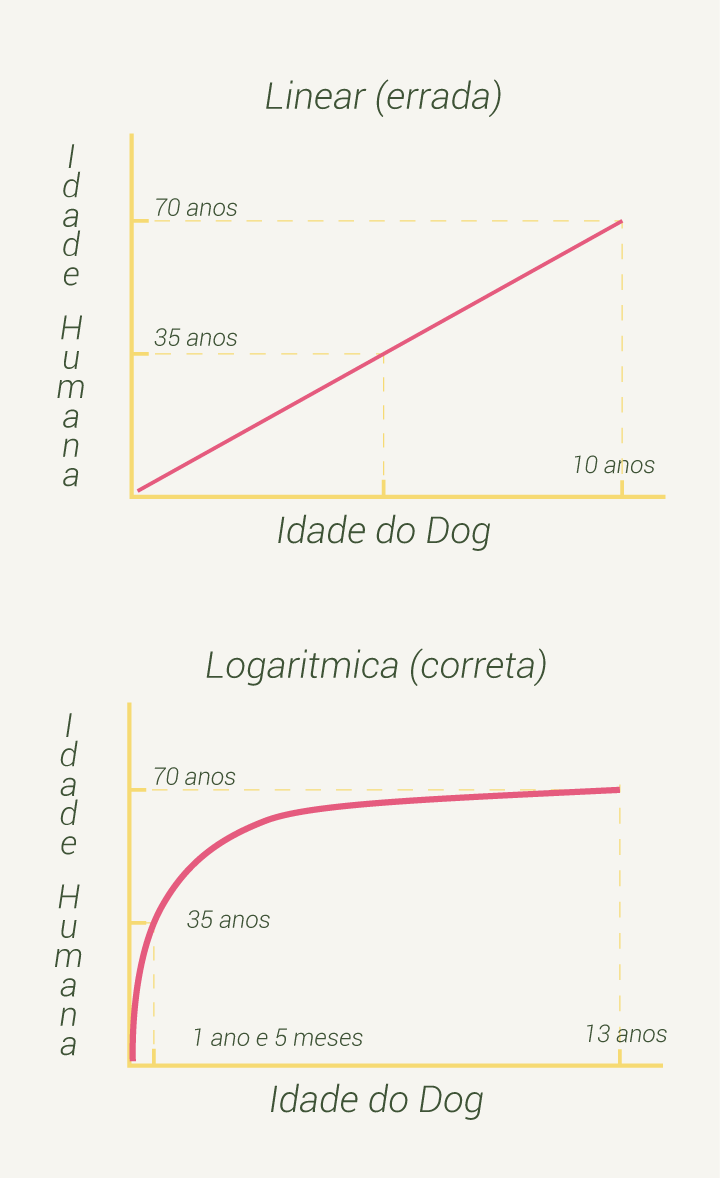 Linear (errada)
Idade Humana
70 anos
35 anos
10 anos
Idade do Dog
Logaritmica (correta)
Idade Humana
70 anos
35 anos
1 ano e 5 meses
13 anos
Idade do Dog